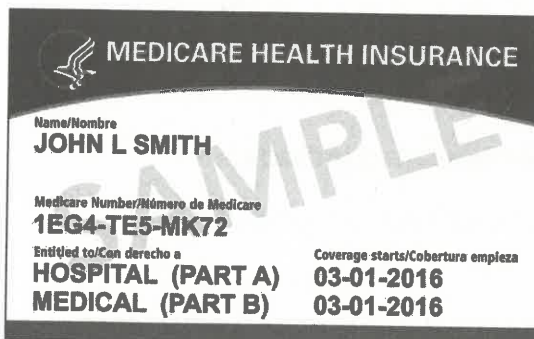 MEDICARE HEALTH INSURANCE
SAMPLE
Name/Nombre
JOHN L SMITH
Medicare Number/Número de Medicare
1EG4-TE5-MK72
Entitled to/Con derecho a
HOSPITAL (PART A)
MEDICAL (PART B)
Coverage starts/Cobertura empieza
03-01-2016
03-01-2016